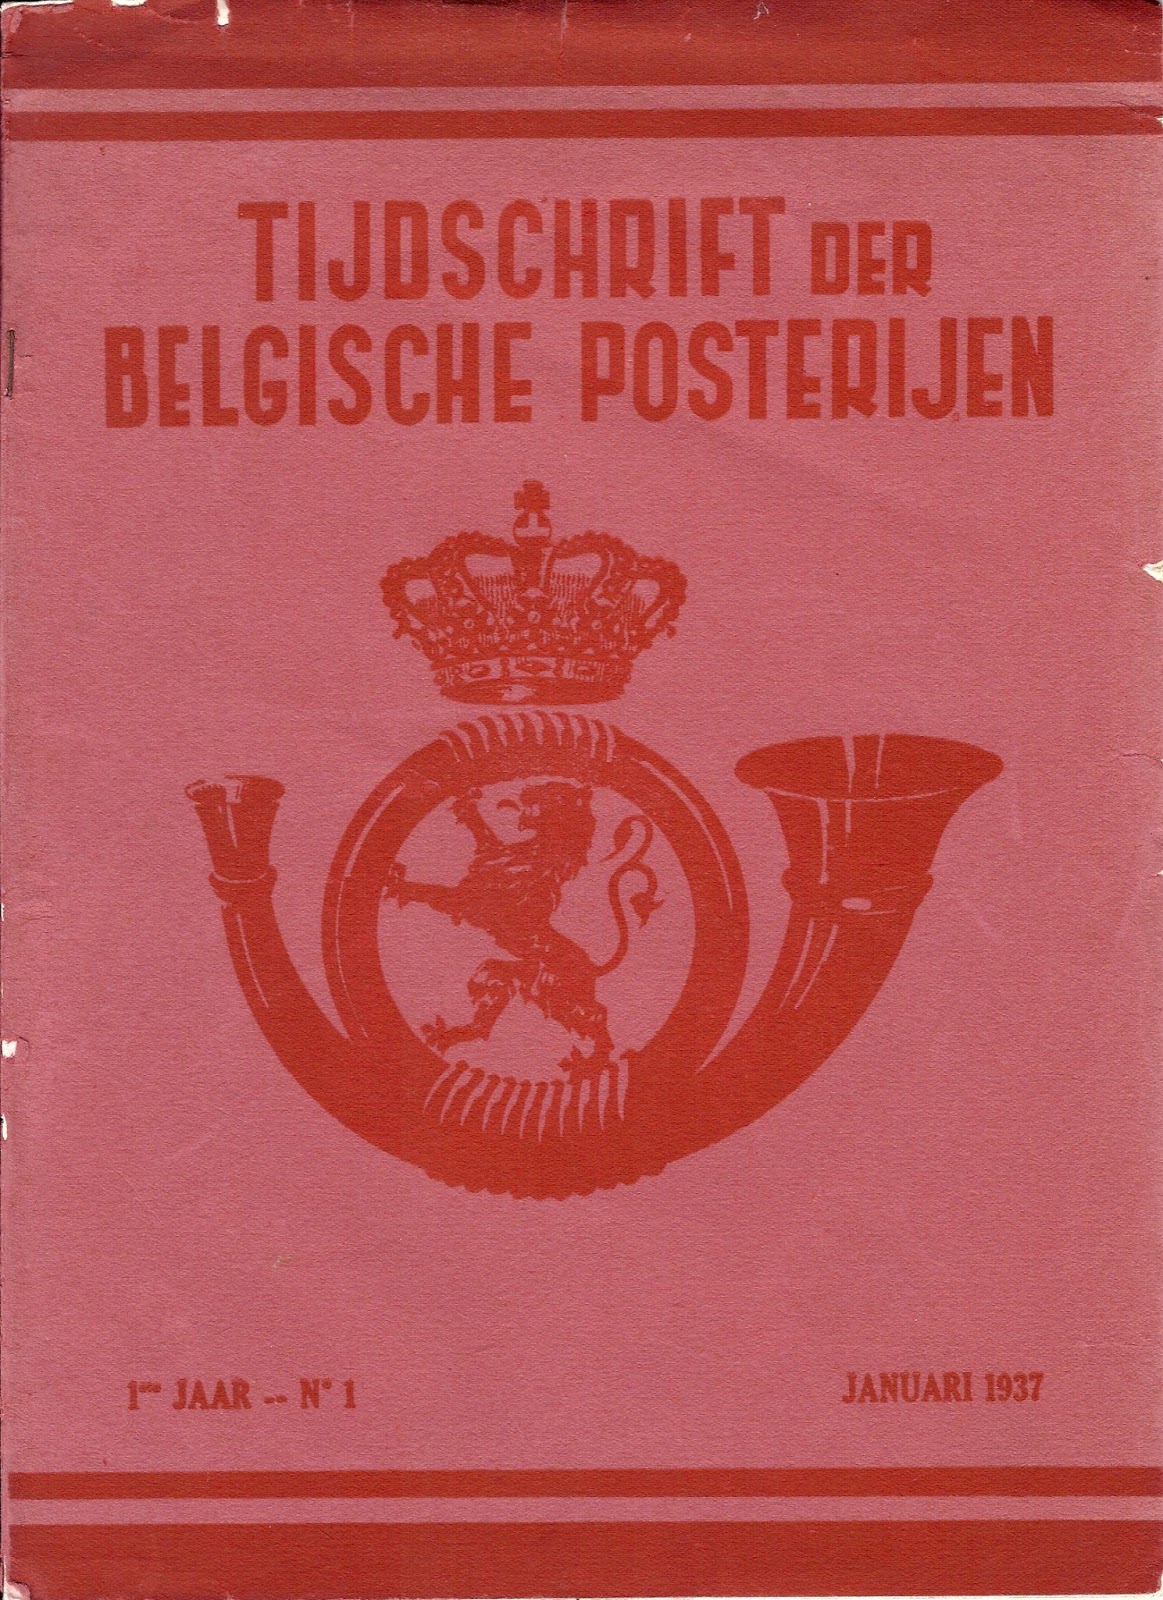 TIJDSCHRIFT DER
BELGISCHE POSTERIJEN
1ste JAAR -- N° 1
JANUARI 1937